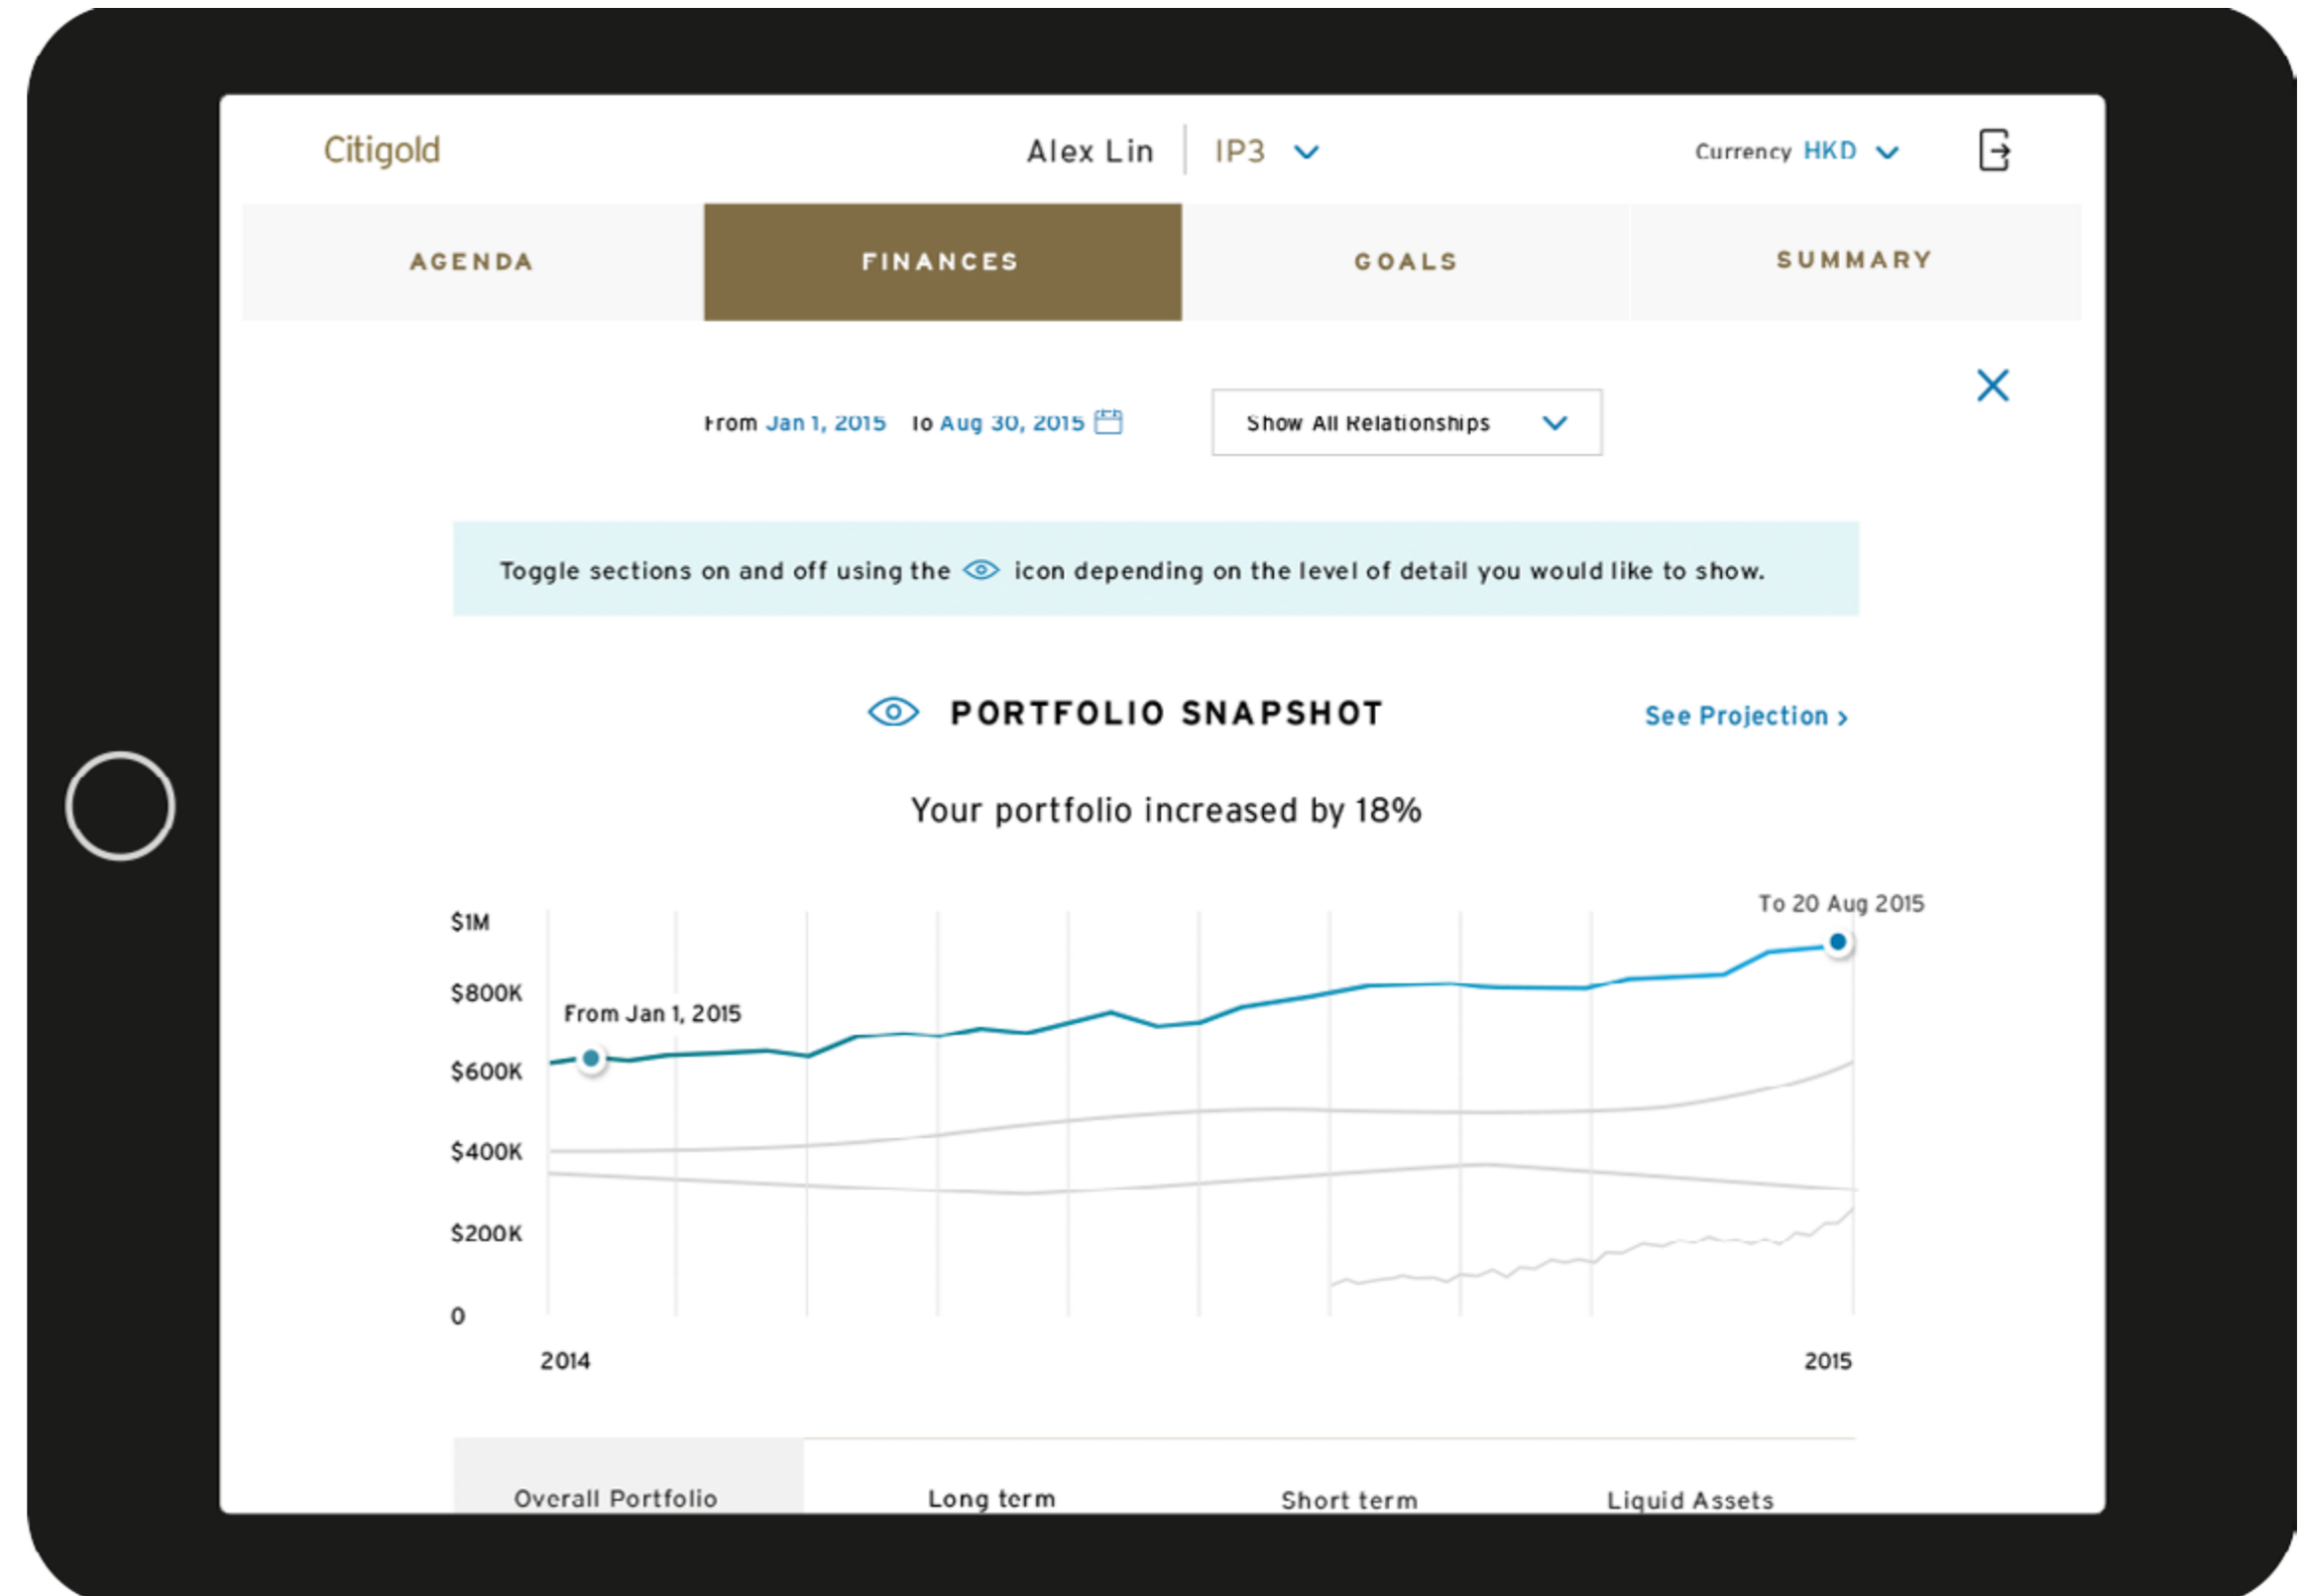 Citigold
Alex Lin IP3
Currency HKD
AGENDA
FINANCES
GOALS
SUMMARY
From Jan 1, 2015 To Aug 30, 2015
Show All Relationships
Toggle sections on and off using the icon depending on the level of detail you would like to show.
PORTFOLIO SNAPSHOT
See Projection >
Your portfolio increased by 18%
To 20 Aug 2015
$1M
$800K
From Jan 1, 2015
$600K
$400K
$200K
0
2014
2015
Overall Portfolio
Long term
Short term
Liquid Assets